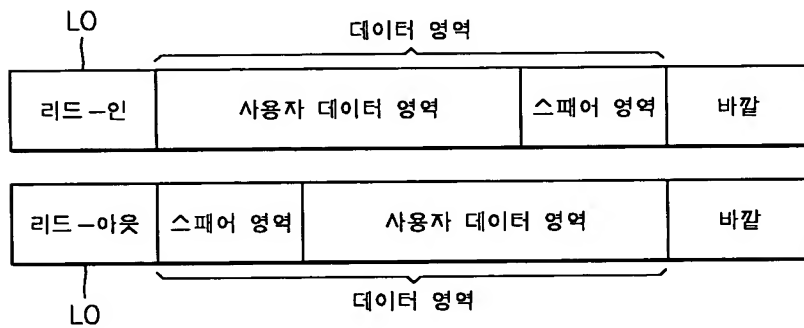 LO
데이터 영역
리드-인 사용자 데이터 영역 스패어 영역 바깥
리드-아웃 스패어 영역 사용자 데이터 영역 바깥
데이터 영역
LO